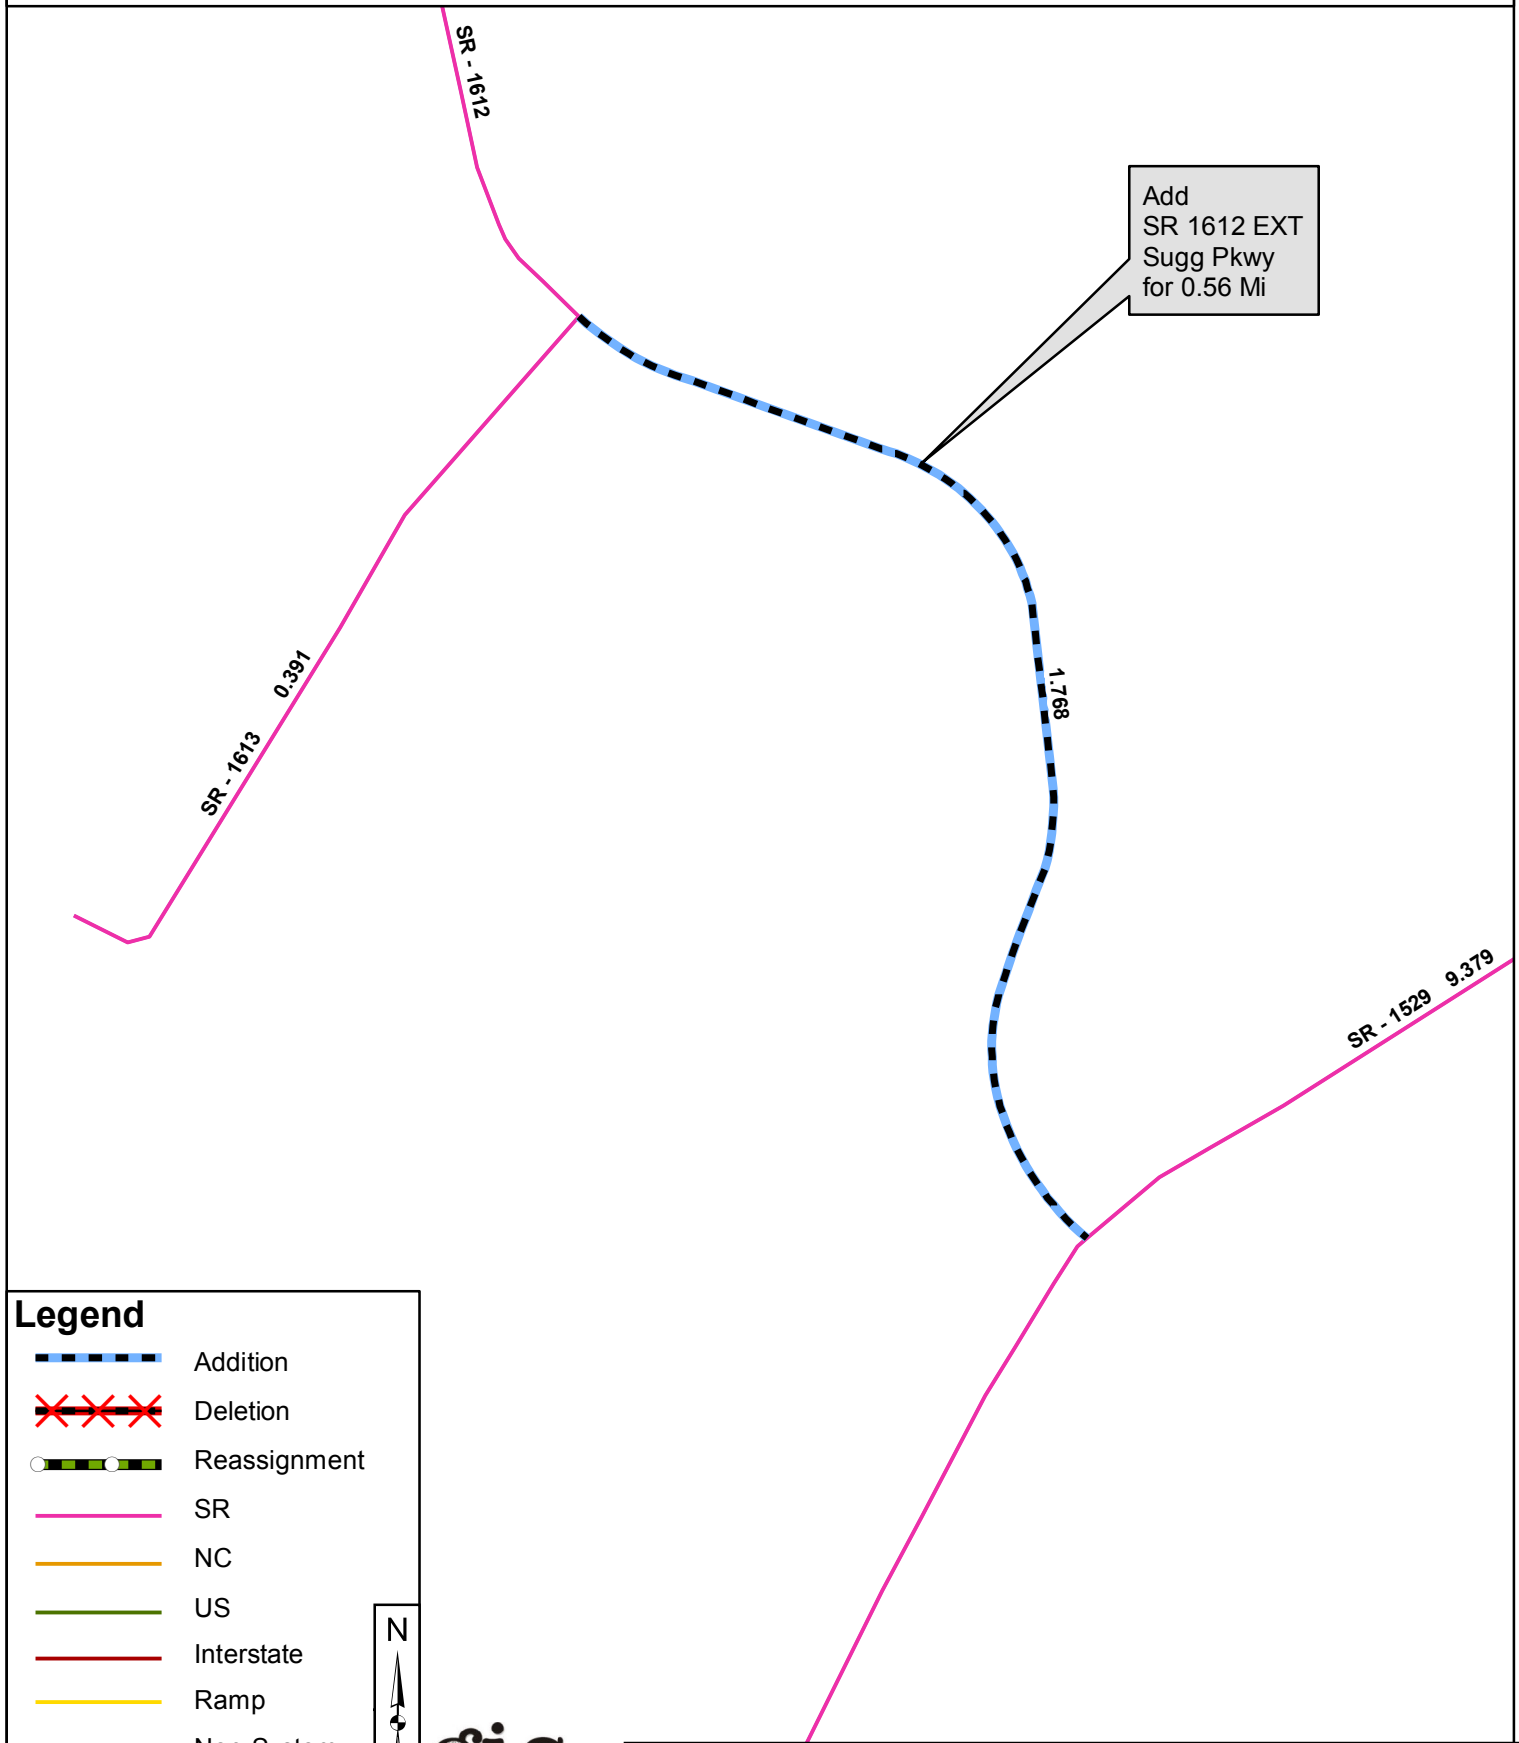 SR - 1612
Add
SR 1612 EXT
Sugg Pkwy
for 0.56 Mi
0.391
SR - 1613
1.768
SR - 1529 9.379
Legend
Addition
Deletion
Reassignment
SR
NC
US
Interstate
Ramp
N